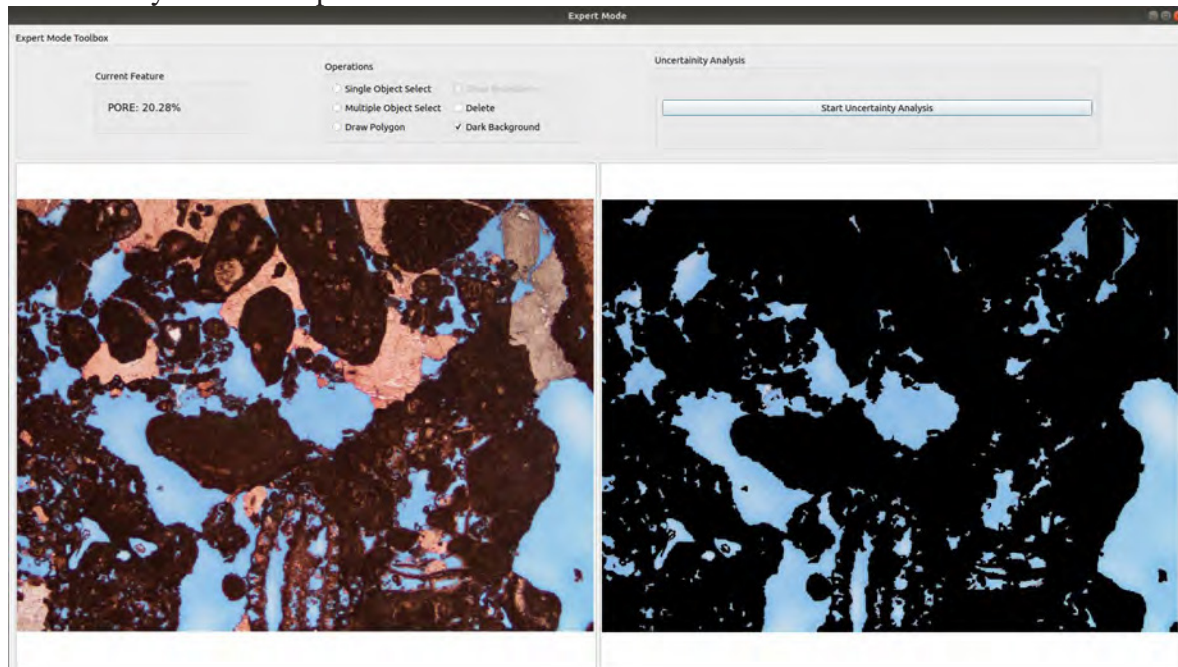 Expert Mode
Expert Mode Toolbox
Current Feature
PORE: 20.28%
Operations
Single Object Select
Multiple Object Select
Delete
Draw Polygon
✓ Dark Background
Uncertainity Analysis
Start Uncertainty Analysis